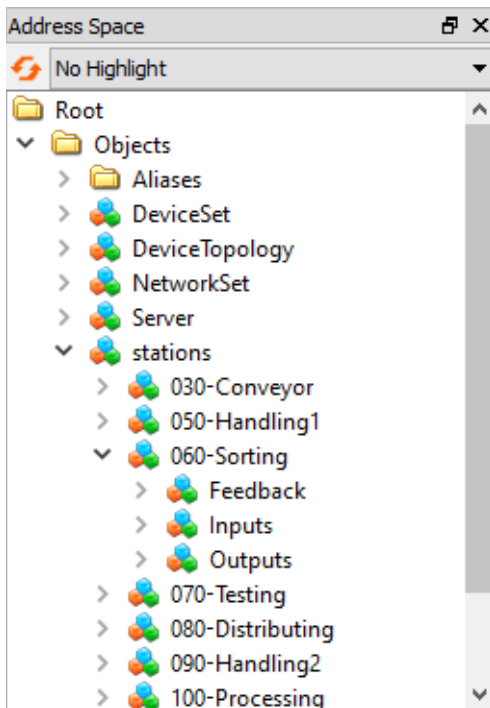 Address Space
No Highlight
Root
Objects
Aliases
DeviceSet
DeviceTopology
NetworkSet
Server
stations
030-Conveyor
050-Handling1
060-Sorting
Feedback
Inputs
Outputs
070-Testing
080-Distributing
090-Handling2
100-Processing